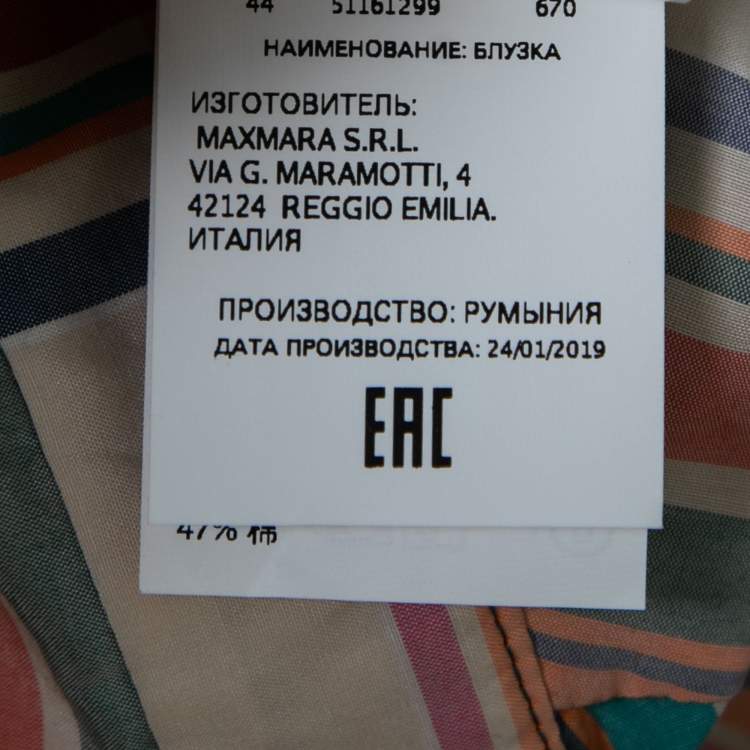 44 51161299 670
НАИМЕНОВАНИЕ: БЛУЗКА
ИЗГОТОВИТЕЛЬ:
MAXMARA S.R.L.
VIA G. MARAMOTTI, 4
42124 REGGIO EMILIA.
ИТАЛИЯ
ПРОИЗВОДСТВО: РУМЫНИЯ
ДАТА ПРОИЗВОДСТВА: 24/01/2019
EAC
47%